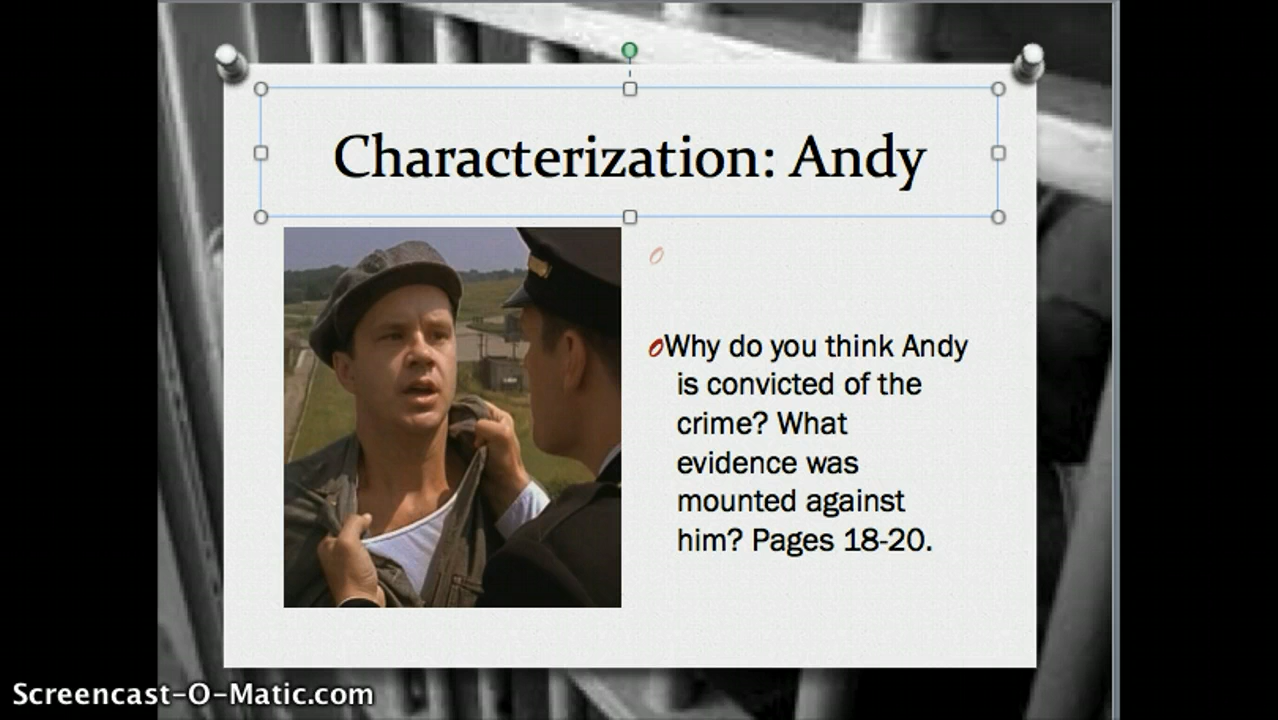 Characterization: Andy
Why do you think Andy
is convicted of the
crime? What
evidence was
mounted against
him? Pages 18-20.
Screencast-O-Matic.com